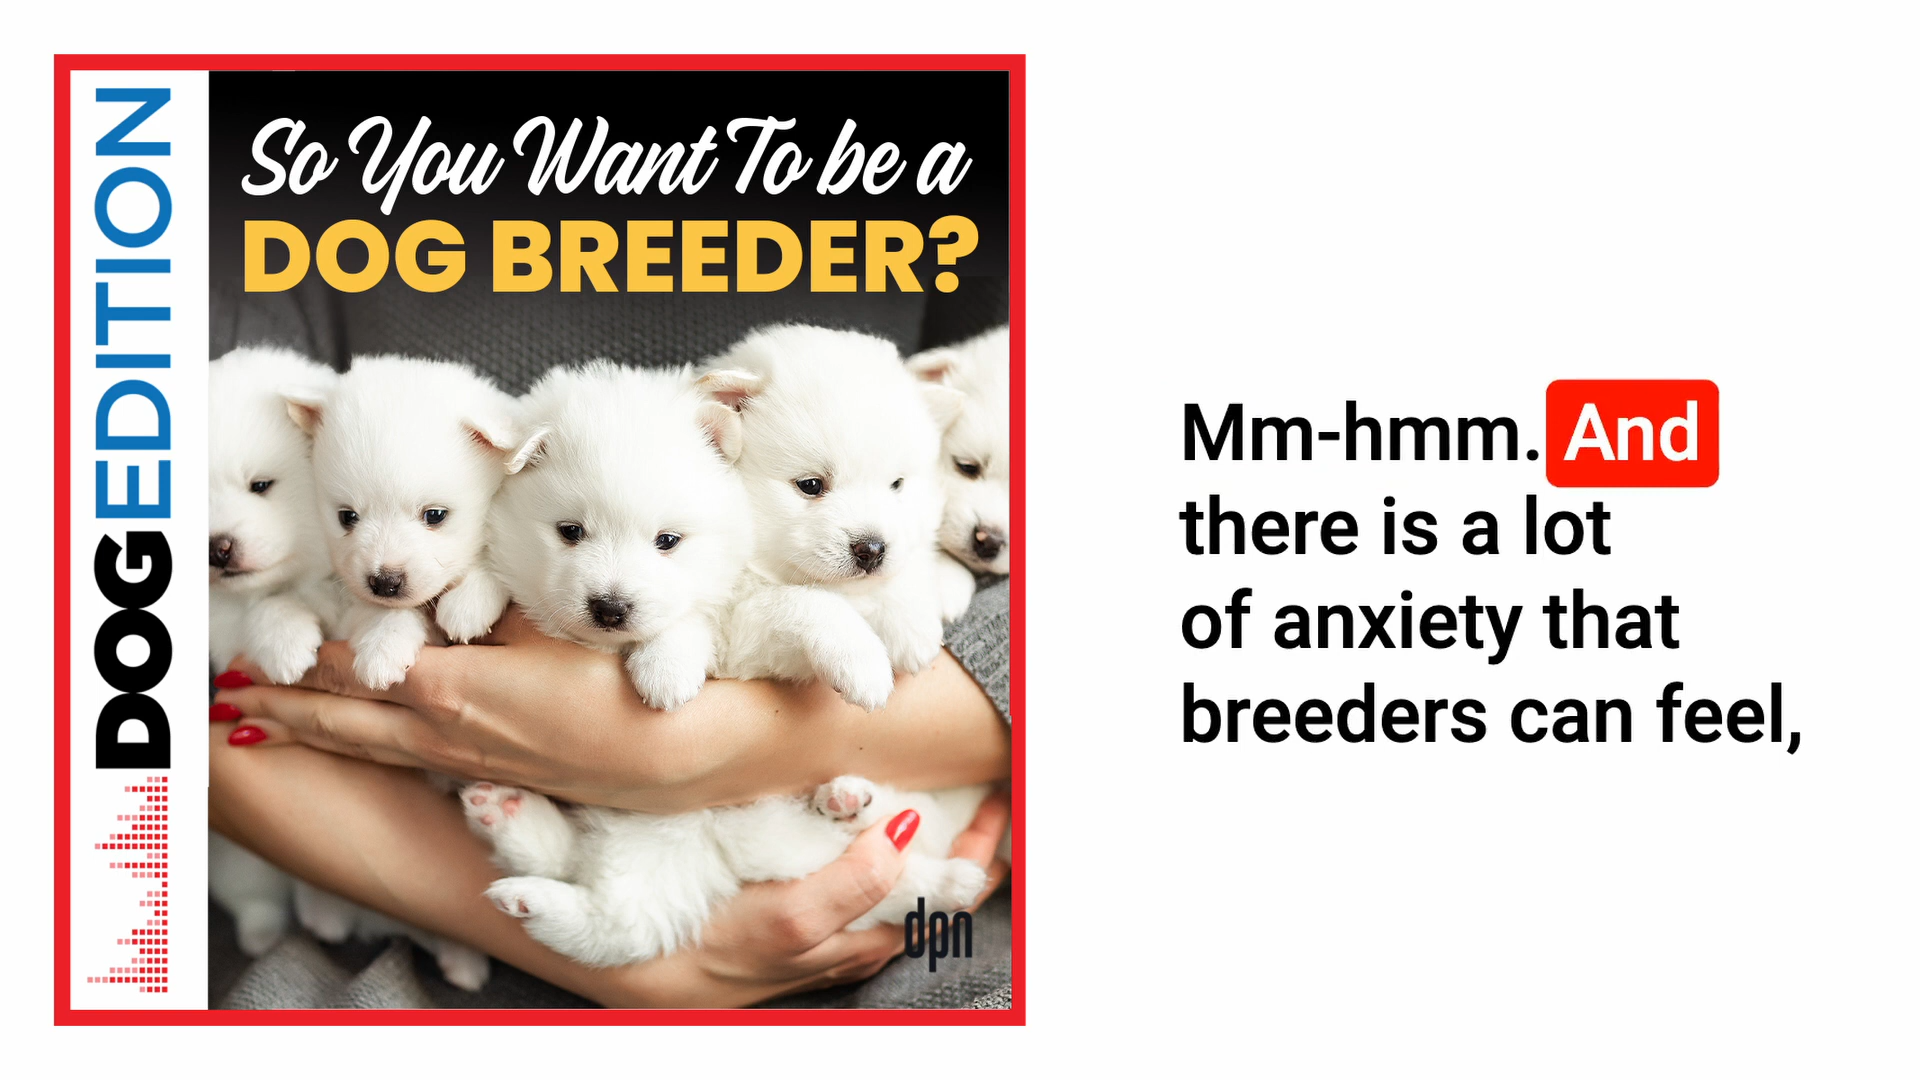 DOGEDITION
So You Want To be a
DOG BREEDER?
dpn
Mm-hmm. And
there is a lot
of anxiety that
breeders can feel,